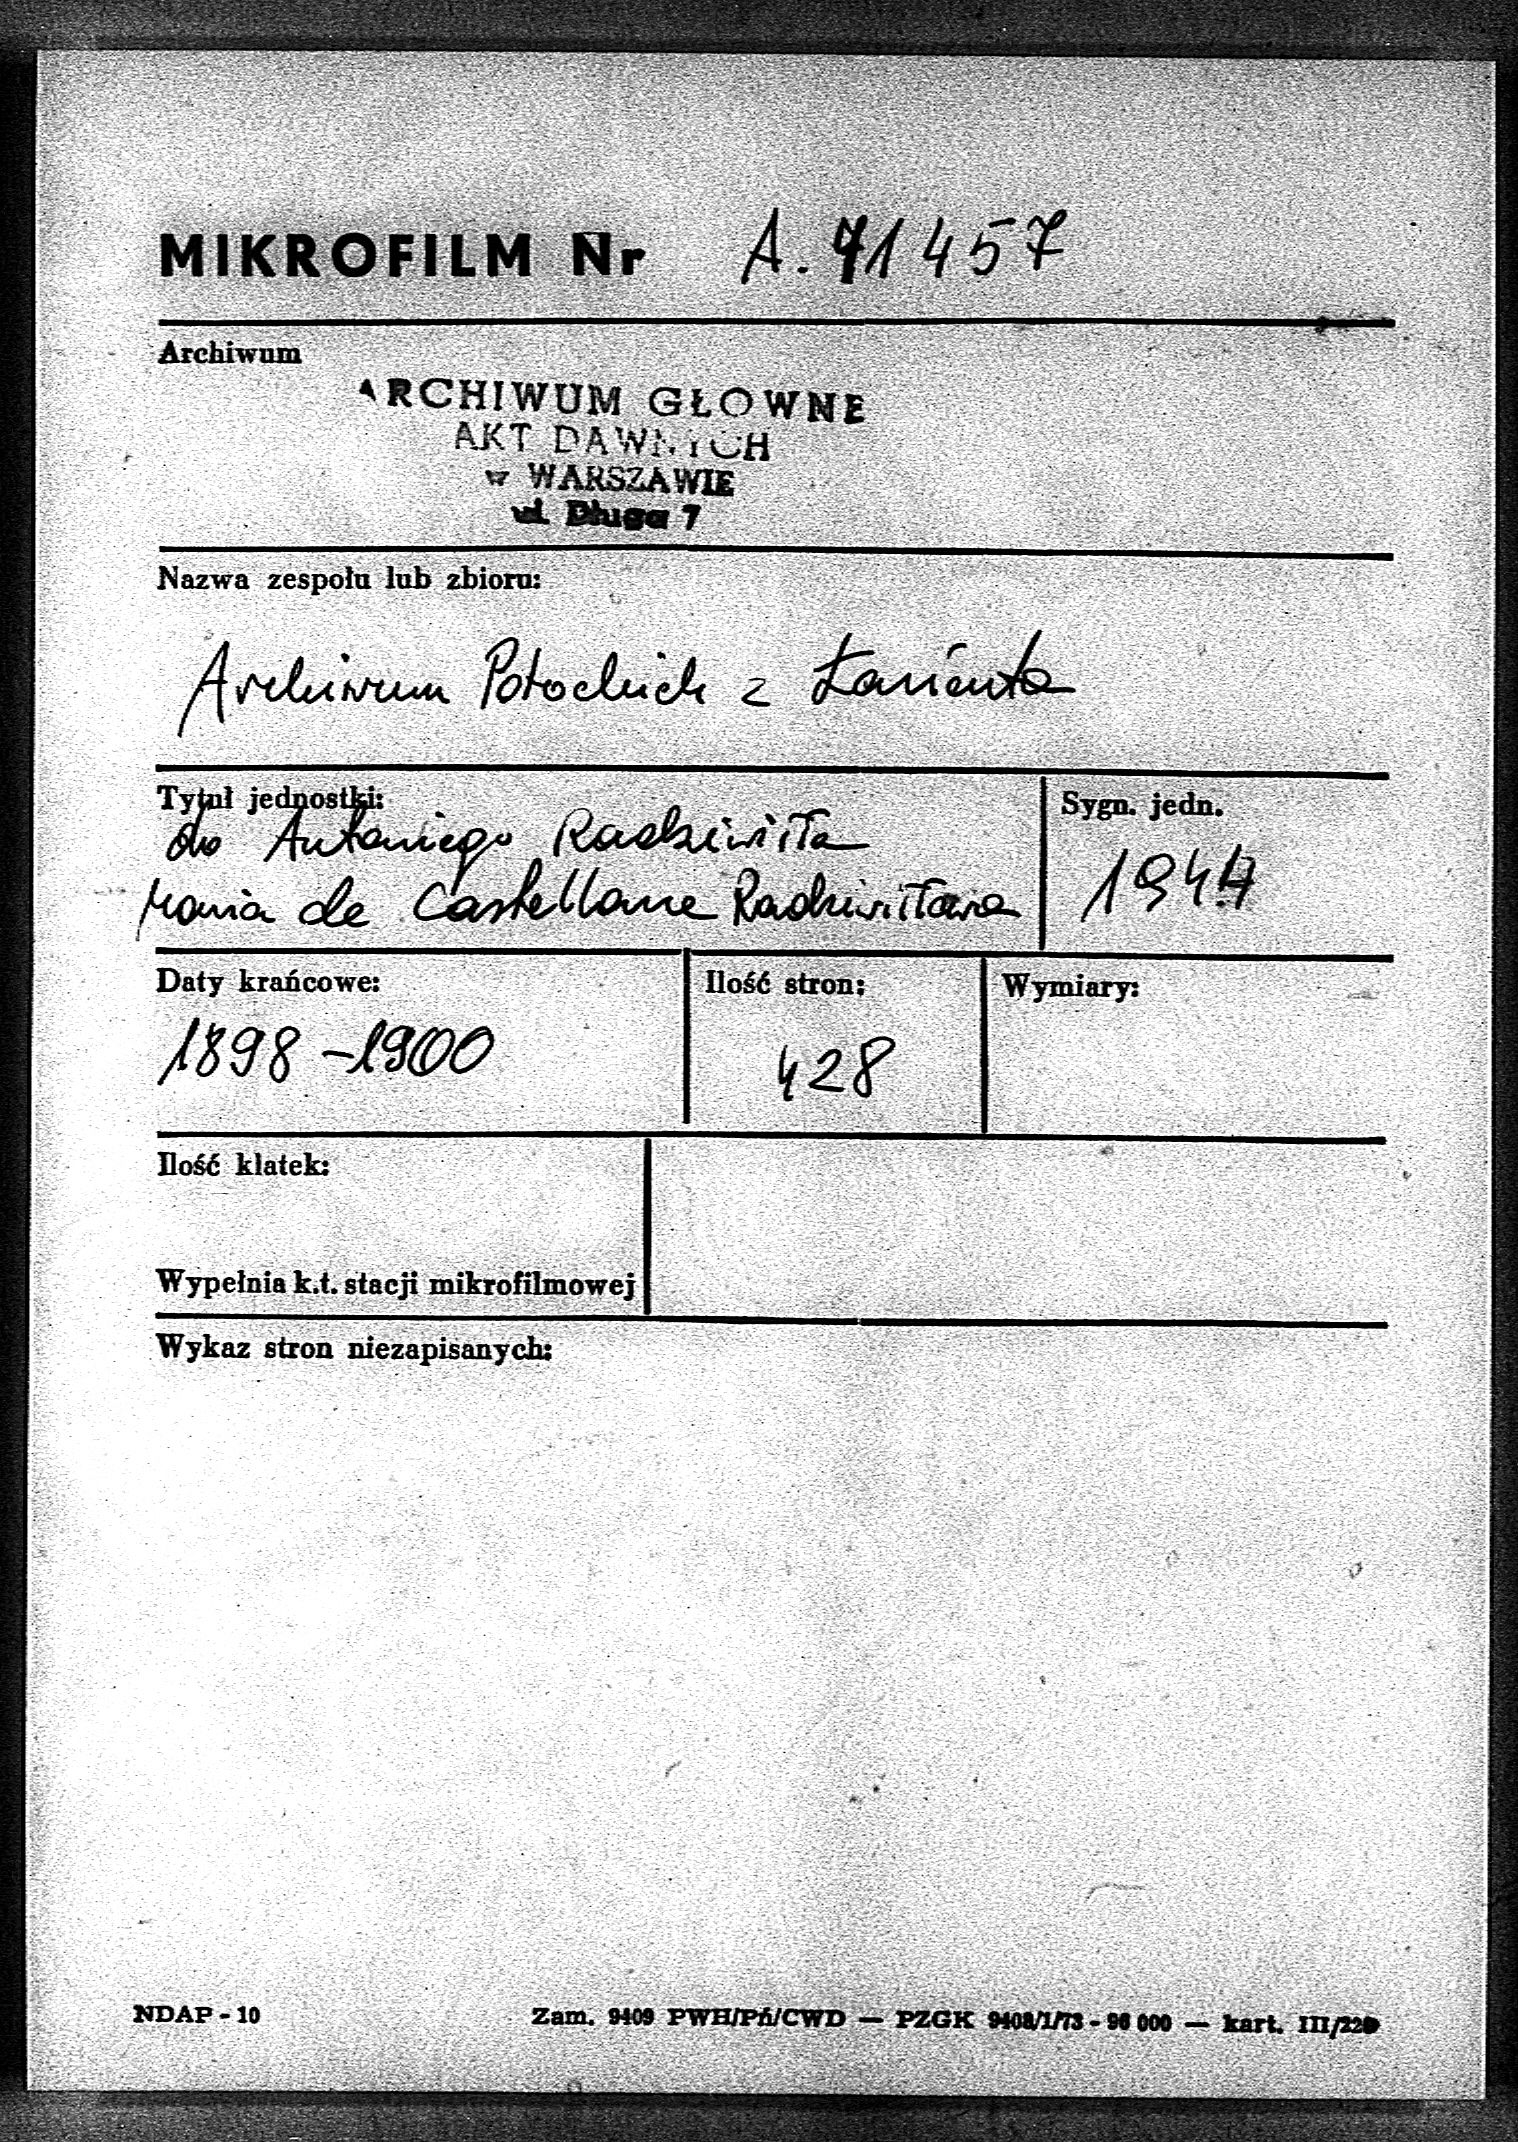 MIKROFILM Nr A. 71457
Archiwum
ARCHIWUM GŁOWNE
AKT DAWNYCH
w WARSZAWIE
ul. Długa 7
Nazwa zespołu lub zbioru:
Archiwum Potockich z Łańcuta
Tytuł jednostki:
do Antoniego Radziwiłła
Maria de Castellane Radziwiłłowa
Sygn. jedn.
1944
Daty krańcowe:
1898-1900
Ilość stron:
428
Wymiary:
Ilość klatek:
Wypełnia k.t. stacji mikrofilmowej
Wykaz stron niezapisanych:
NDAP - 10
Zam. 9409 PWH/Pń/CWD — PZGK 9408/1/73 - 96 000 — kart. III/220